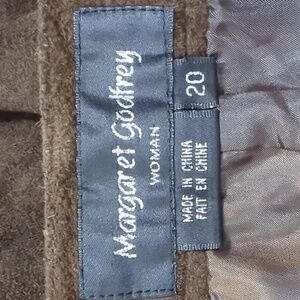 Margaret Godfrey
WOMAN
20
MADE IN CHINA
FAIT EN CHINE